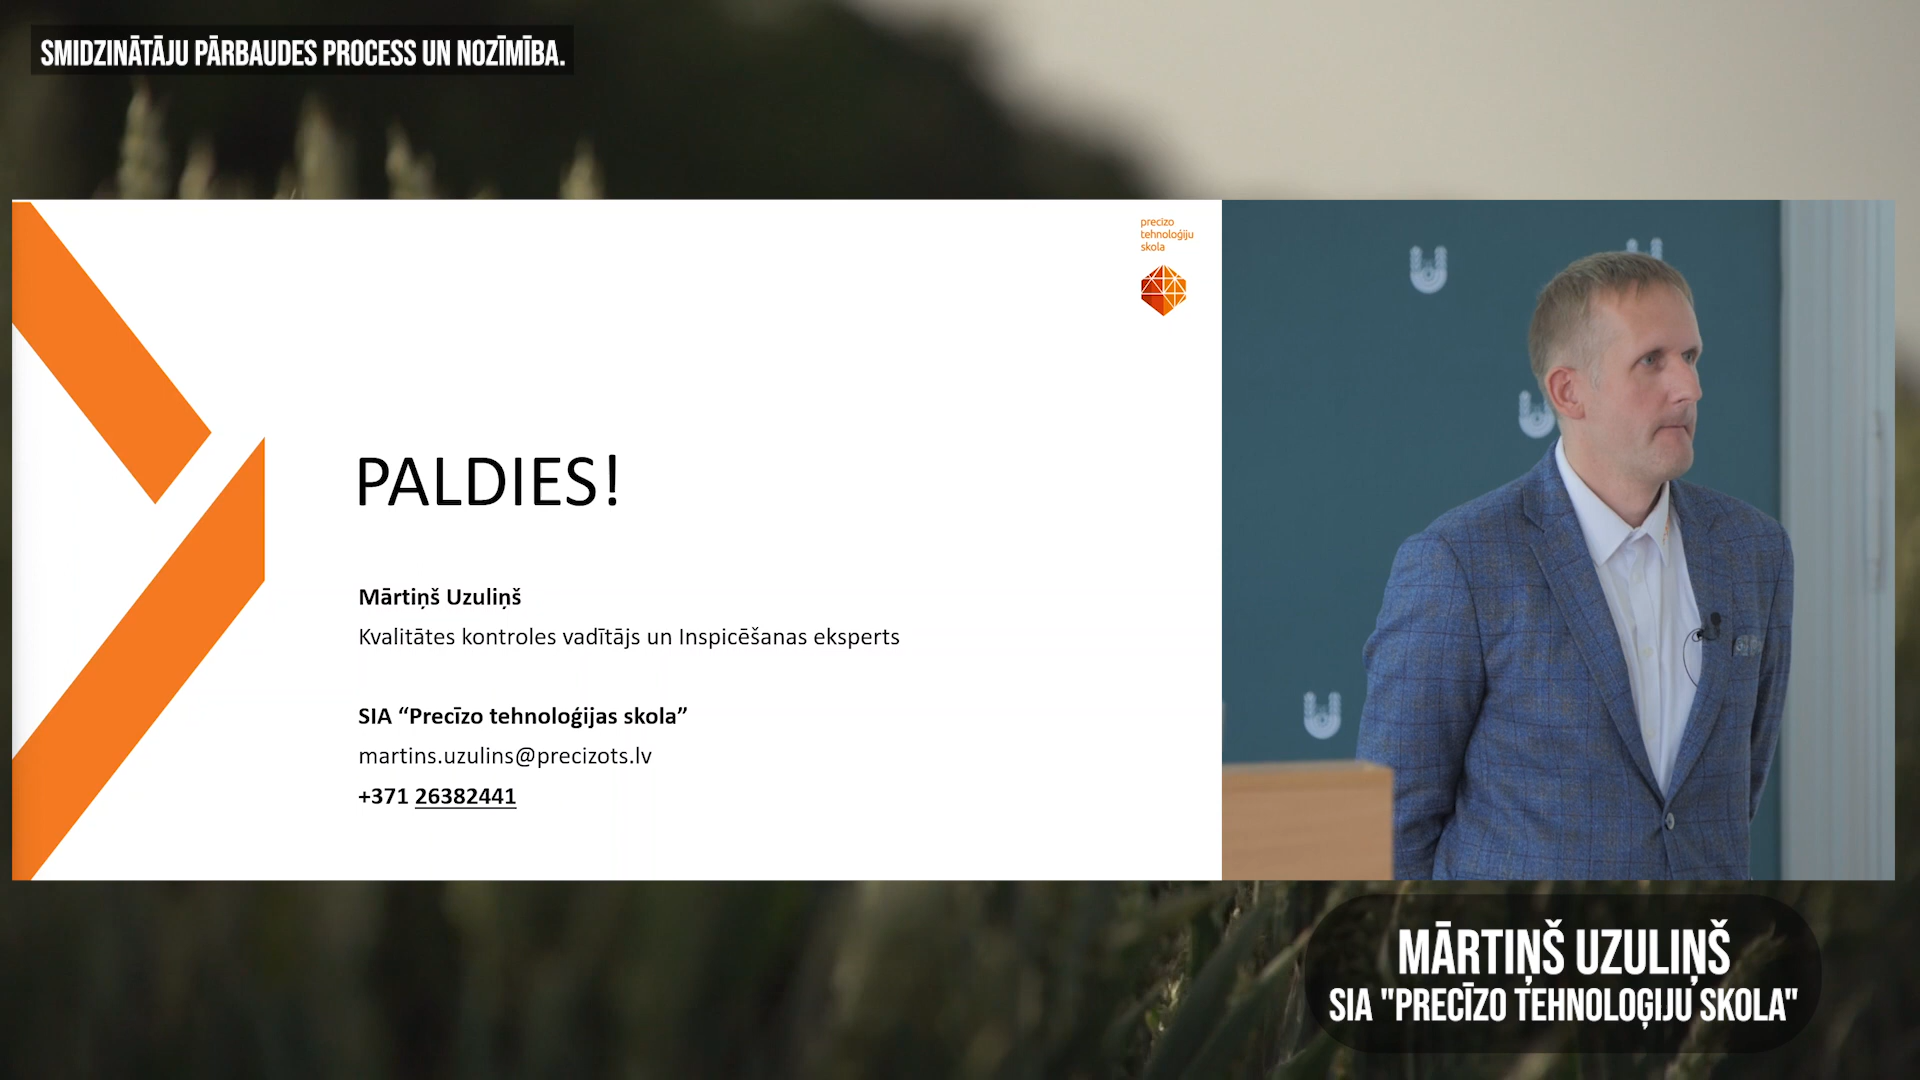 SMIDZINĀTĀJU PĀRBAUDES PROCESS UN NOZĪMĪBA.
precīzo
tehnoloģiju
skola
PALDIES!
Mārtiņš Uzuliņš
Kvalitātes kontroles vadītājs un Inspicēšanas eksperts
SIA “Precīzo tehnoloģijas skola”
martins.uzulins@precizots.lv
+371 26382441
MĀRTIŅŠ UZULIŅŠ
SIA "PRECĪZO TEHNOLOĢIJU SKOLA"